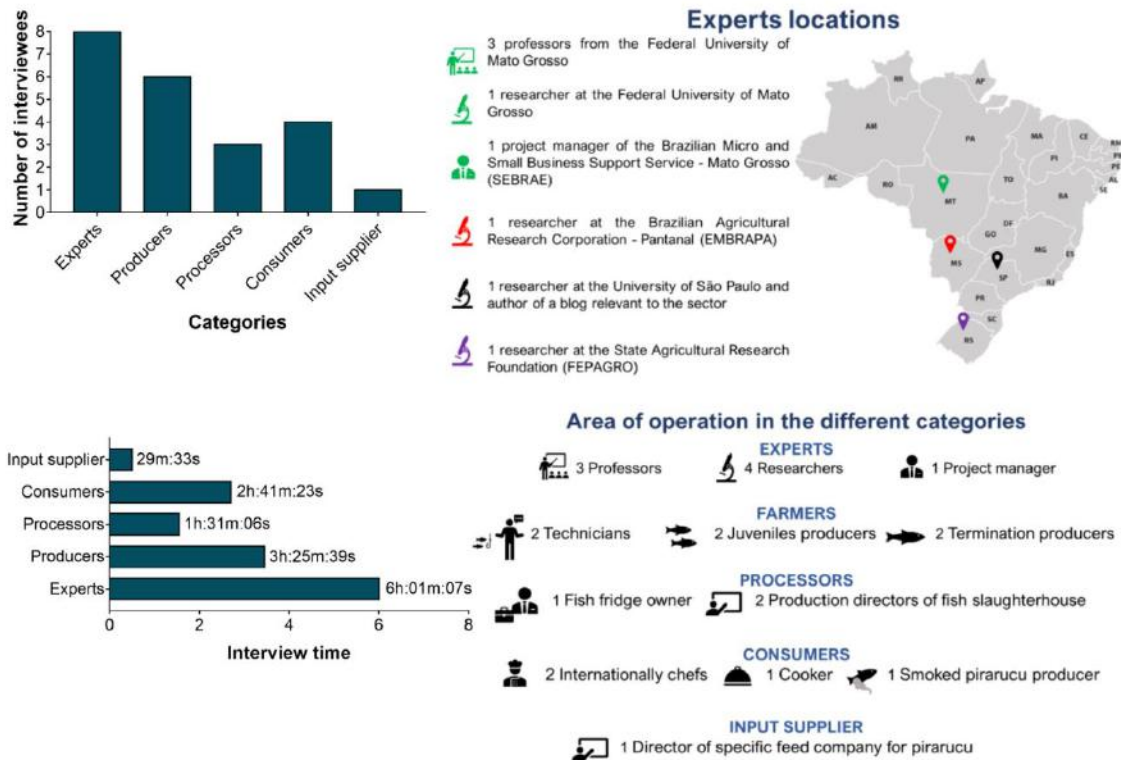 Number of interviewees
8
7
6
5
4
3
2
1
0
Experts
Producers
Processors
Consumers
Input supplier
Categories
Experts locations
3 professors from the Federal University of
Mato Grosso
1 researcher at the Federal University of Mato
Grosso
1 project manager of the Brazilian Micro and
Small Business Support Service - Mato Grosso
(SEBRAE)
1 researcher at the Brazilian Agricultural
Research Corporation - Pantanal (EMBRAPA)
1 researcher at the University of São Paulo and
author of a blog relevant to the sector
1 researcher at the State Agricultural Research
Foundation (FEPAGRO)
RR
AP
AM
PA
MA
CE
RN
PB
PE
AL
SE
PI
AC
RO
TO
BA
MT
DF
GO
MG
ES
MS
SP
RJ
PR
SC
RS
Input supplier
29m:33s
Consumers
2h:41m:23s
Processors
1h:31m:06s
Producers
3h:25m:39s
Experts
6h:01m:07s
0 2 4 6 8
Interview time
Area of operation in the different categories
EXPERTS
3 Professors 4 Researchers 1 Project manager
FARMERS
2 Technicians 2 Juveniles producers 2 Termination producers
PROCESSORS
1 Fish fridge owner 2 Production directors of fish slaughterhouse
CONSUMERS
2 Internationally chefs 1 Cooker 1 Smoked pirarucu producer
INPUT SUPPLIER
1 Director of specific feed company for pirarucu